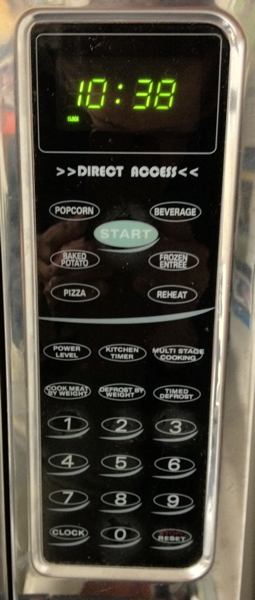 10:38
CLOCK
>>DIRECT ACCESS<<
POPCORN
BEVERAGE
START
BAKED
POTATO
FROZEN
ENTREE
PIZZA
REHEAT
POWER
LEVEL
KITCHEN
TIMER
MULTI STAGE
COOKING
COOK MEAT
BY WEIGHT
DEFROST BY
WEIGHT
TIMED
DEFROST
1
2
3
4
5
6
7
8
9
CLOCK
0
RESET